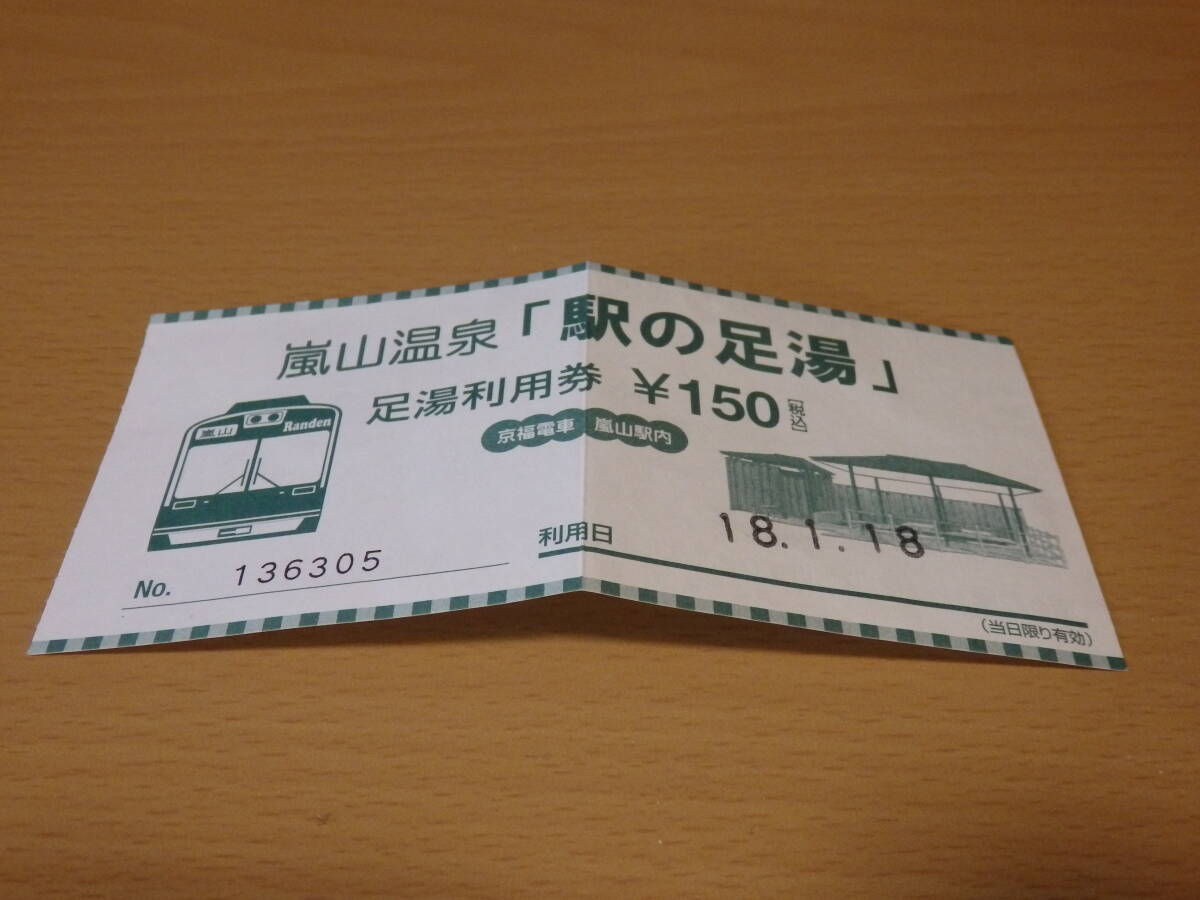 嵐山温泉「駅の足湯」
足湯利用券 ¥150[税込]
京福電車 嵐山駅内
嵐山 Randen
No. 136305
利用日 18.1.18
(当日限り有効)